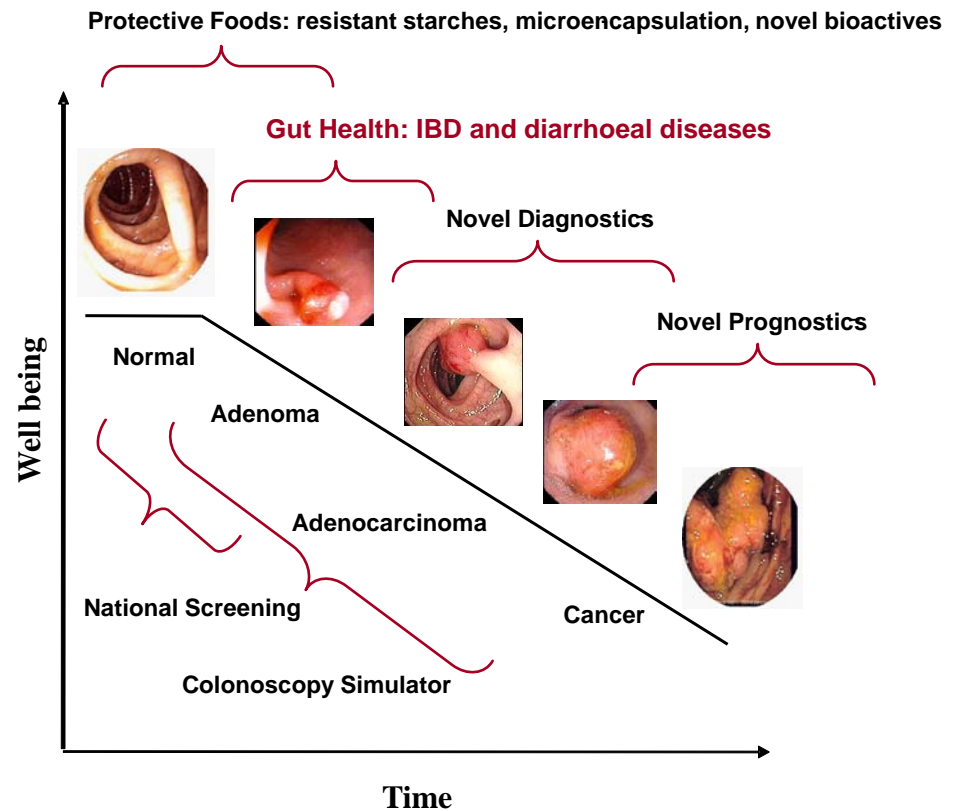 Protective Foods: resistant starches, microencapsulation, novel bioactives
Gut Health: IBD and diarrhoeal diseases
Novel Diagnostics
Novel Prognostics
Normal
Adenoma
Adenocarcinoma
National Screening
Cancer
Colonoscopy Simulator
Well being
Time